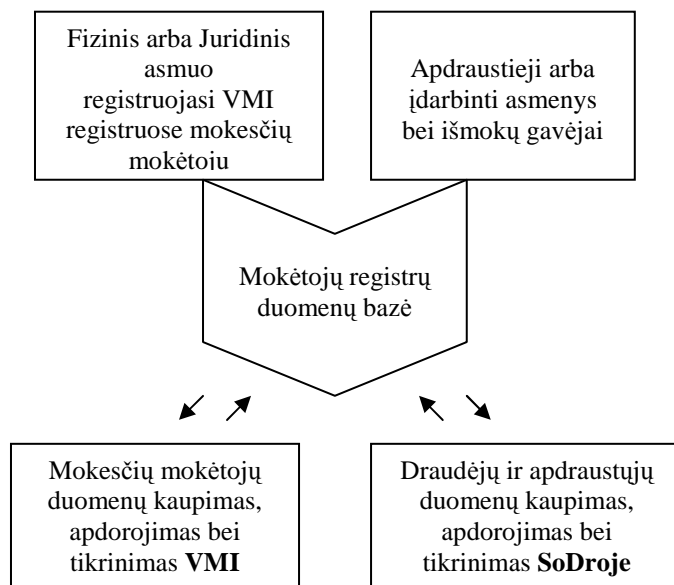 Fizinis arba Juridinis
asmuo
registruojasi VMI
registruose mokesčių
mokėtoju
Apdraustieji arba
įdarbinti asmenys
bei išmokų gavėjai
Mokėtojų registrų
duomenų bazė
Mokesčių mokėtojų
duomenų kaupimas,
apdorojimas bei
tikrinimas VMI
Draudėjų ir apdraustųjų
duomenų kaupimas,
apdorojimas bei
tikrinimas SoDroje